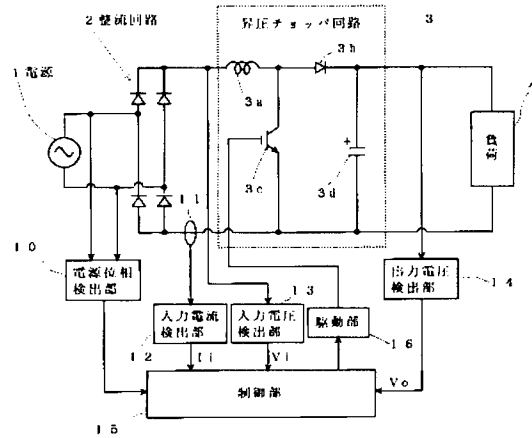 昇圧チョッパ回路
3
2 整流回路
3b
1 電源
3a
3c
+
3d
負荷
11
10
電源位相
検出部
13
出力電圧
検出部
14
入力電流
検出部
入力電圧
検出部
駆動部
12
16
Ii
Vi
Vo
制御部
15